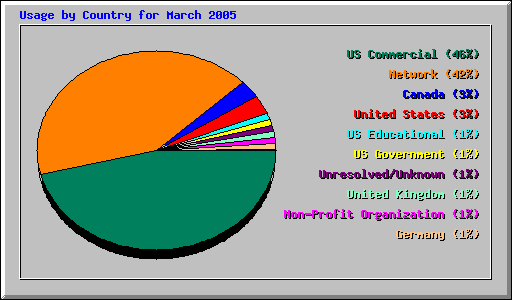 Usage by Country for March 2005
US Commercial (46%)
Network (42%)
Canada (3%)
United States (3%)
US Educational (1%)
US Government (1%)
Unresolved/Unknown (1%)
United Kingdom (1%)
Non-Profit Organization (1%)
Germany (1%)